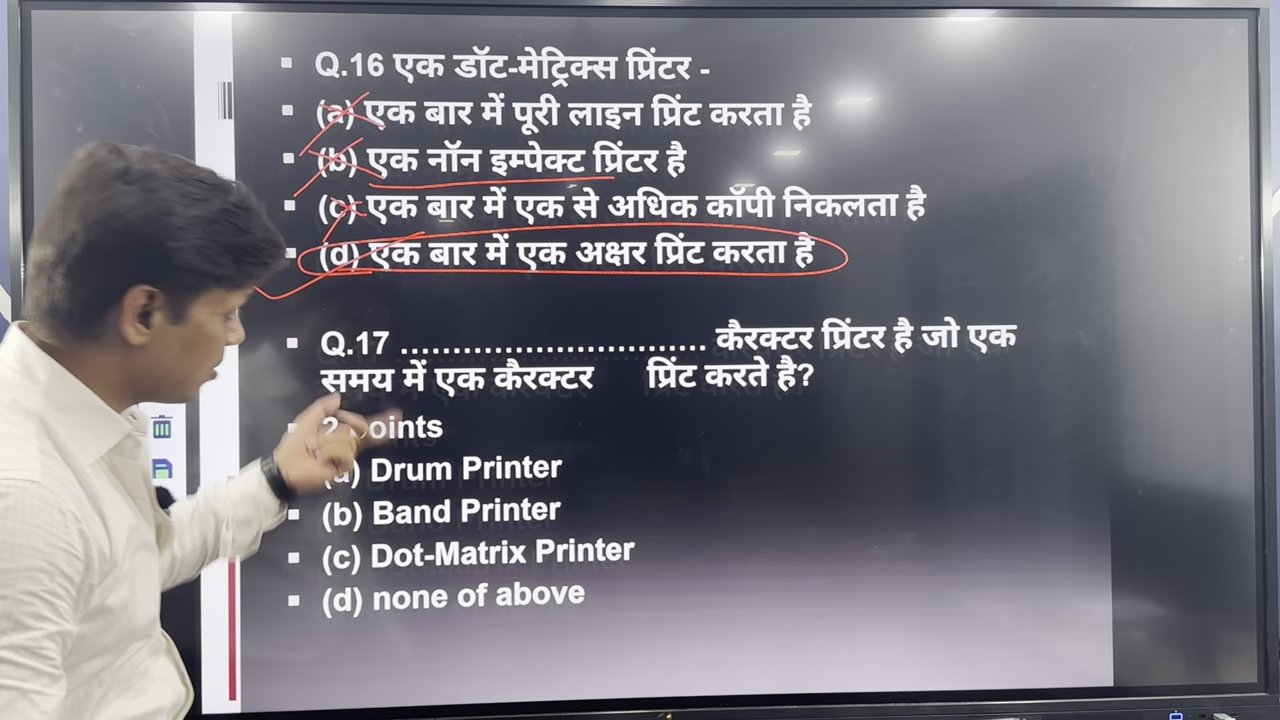 Q.16 एक डॉट-मेट्रिक्स प्रिंटर -
(a) एक बार में पूरी लाइन प्रिंट करता है
(b) एक नॉन इम्पेक्ट प्रिंटर है
(c) एक बार में एक से अधिक कॉपी निकलता है
(d) एक बार में एक अक्षर प्रिंट करता है
Q.17 ............................. कैरक्टर प्रिंटर है जो एक
समय में एक कैरक्टर प्रिंट करते है?
2 points
(a) Drum Printer
(b) Band Printer
(c) Dot-Matrix Printer
(d) none of above